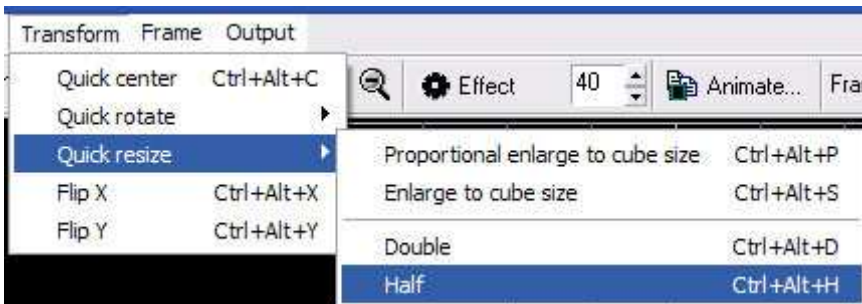 Transform Frame Output
Quick center Ctrl+Alt+C
Effect 40 Animate... Fra
Quick rotate
Quick resize
Proportional enlarge to cube size Ctrl+Alt+P
Flip X Ctrl+Alt+X
Enlarge to cube size Ctrl+Alt+S
Flip Y Ctrl+Alt+Y
Double Ctrl+Alt+D
Half Ctrl+Alt+H